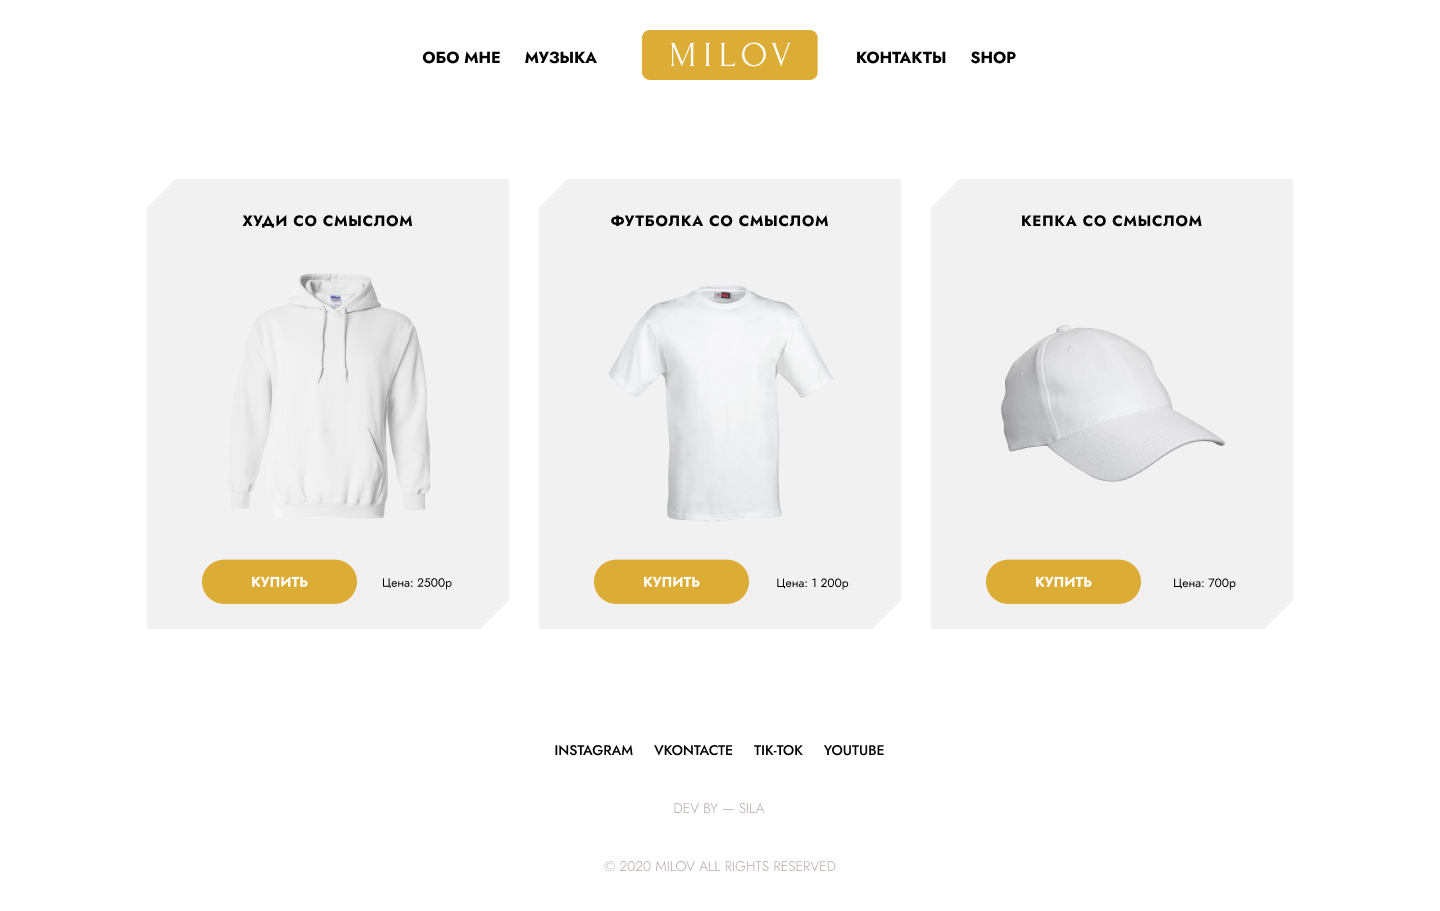 ОБО МНЕ МУЗЫКА MILOV КОНТАКТЫ SHOP
ХУДИ СО СМЫСЛОМ
ФУТБОЛКА СО СМЫСЛОМ
КЕПКА СО СМЫСЛОМ
КУПИТЬ Цена: 2500р
КУПИТЬ Цена: 1 200р
КУПИТЬ Цена: 700р
INSTAGRAM VKONTACTE TIK-TOK YOUTUBE
DEV BY — SILA
© 2020 MILOV ALL RIGHTS RESERVED